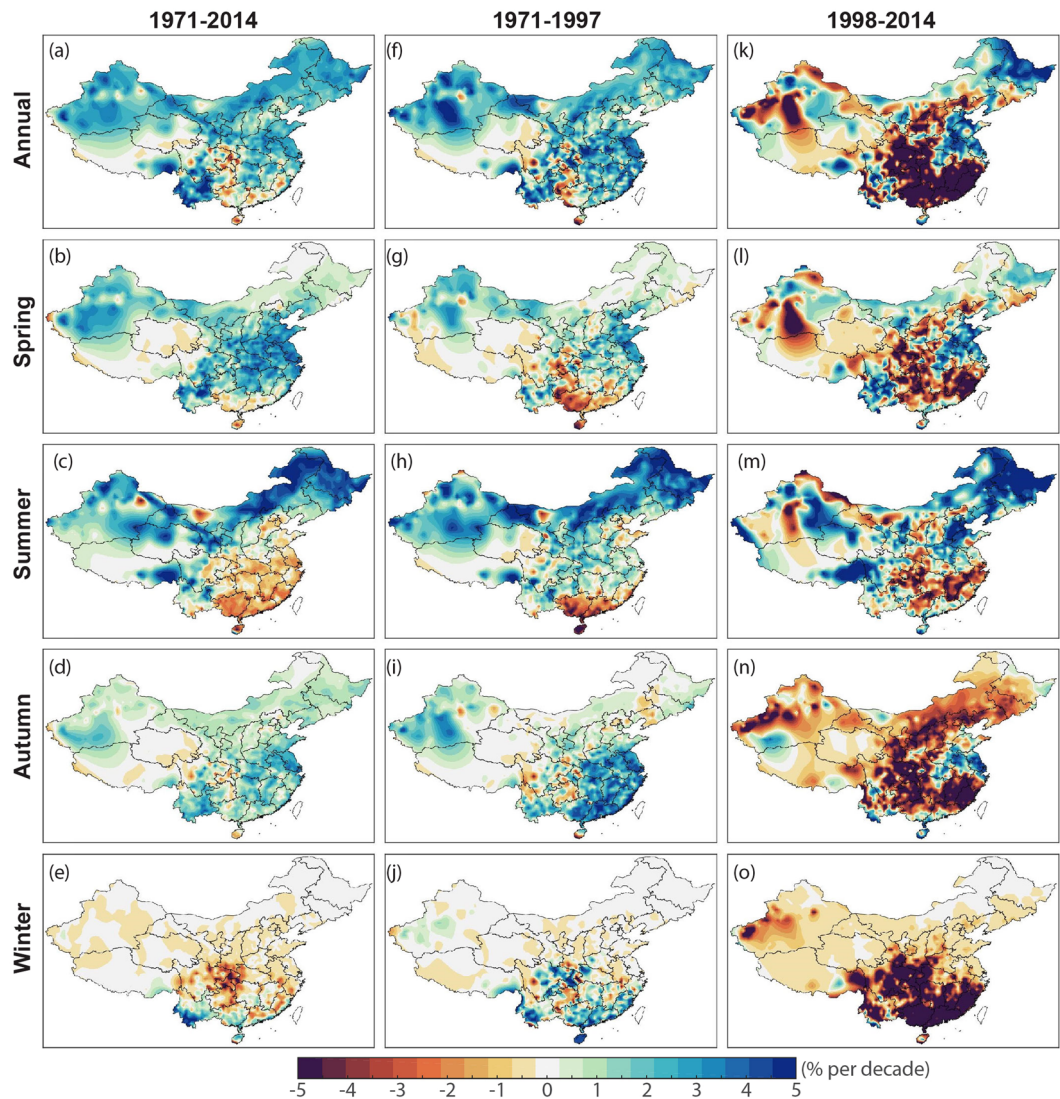 1971-2014 1971-1997 1998-2014
Annual
(a) (f) (k)
Spring
(b) (g) (l)
Summer
(c) (h) (m)
Autumn
(d) (i) (n)
Winter
(e) (j) (o)
-5 -4 -3 -2 -1 0 1 2 3 4 5 (% per decade)